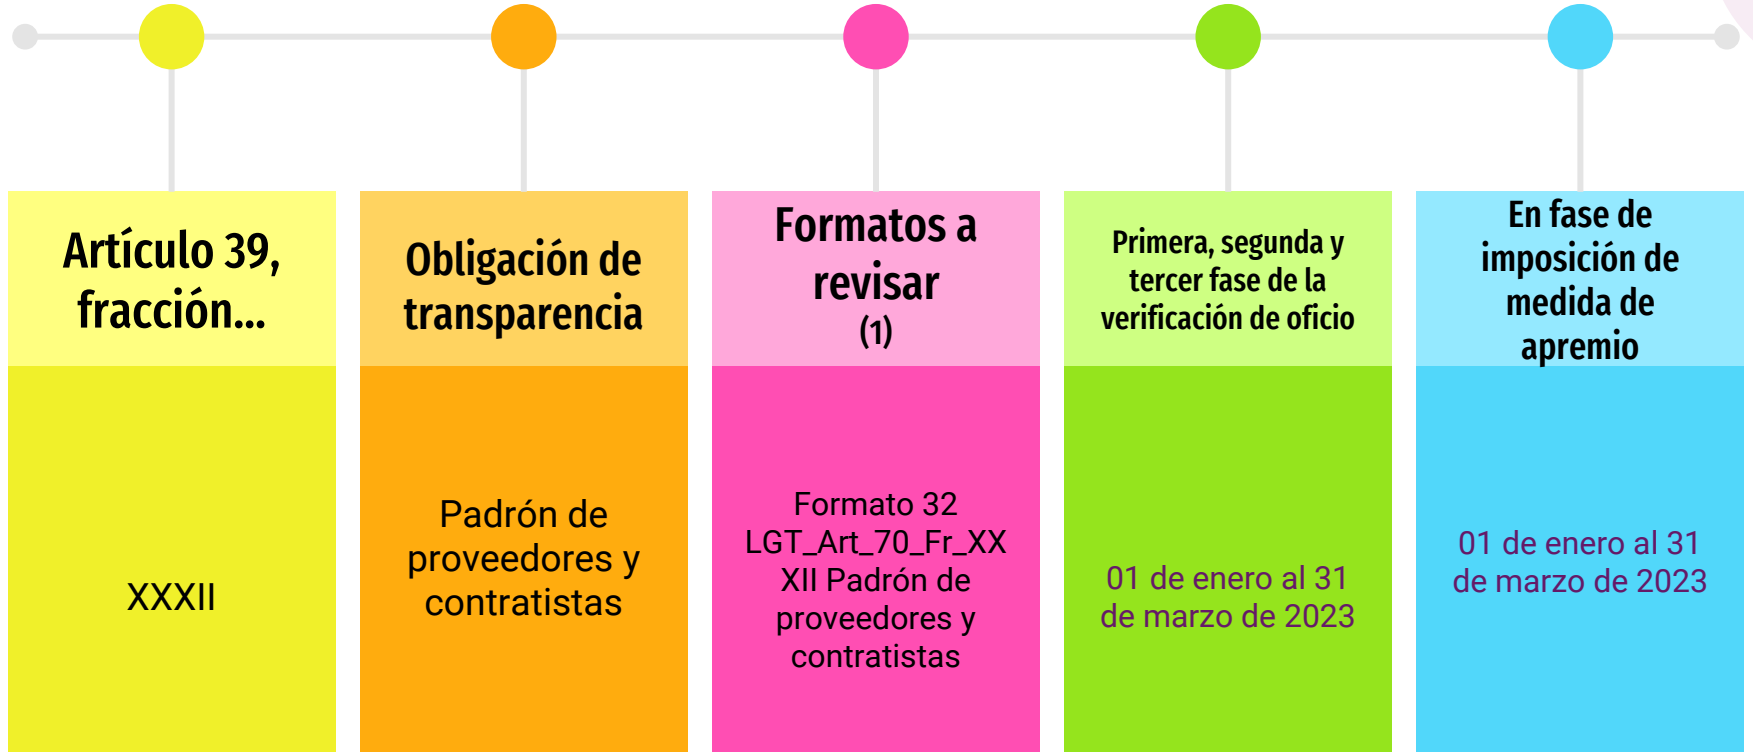 Artículo 39,
fracción...
XXXII
Obligación de
transparencia
Padrón de
proveedores y
contratistas
Formatos a
revisar
(1)
Formato 32
LGT_Art_70_Fr_XX
XII Padrón de
proveedores y
contratistas
Primera, segunda y
tercer fase de la
verificación de oficio
01 de enero al 31
de marzo de 2023
En fase de
imposición de
medida de
apremio
01 de enero al 31
de marzo de 2023